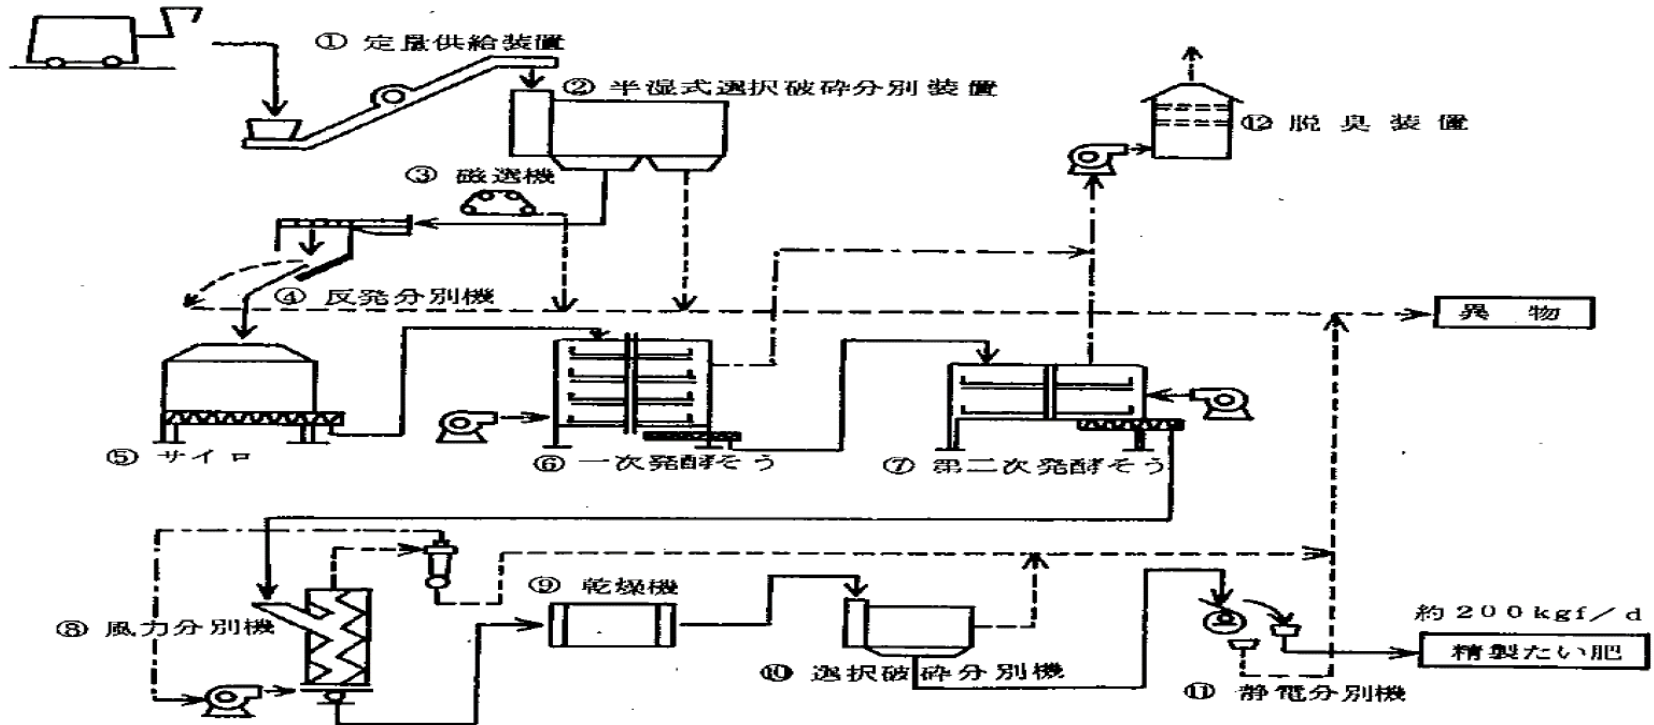 ① 定量供給装置
② 半湿式選択破砕分別装置
⑫ 脱臭装置
③ 磁選機
④ 反発分別機
異物
⑤ サイロ
⑥ 一次発酵そう
⑦ 第二次発酵そう
⑨ 乾燥機
⑧ 風力分別機
約200kgf/d
精製たい肥
⑩ 選択破砕分別機
⑪ 静電分別機